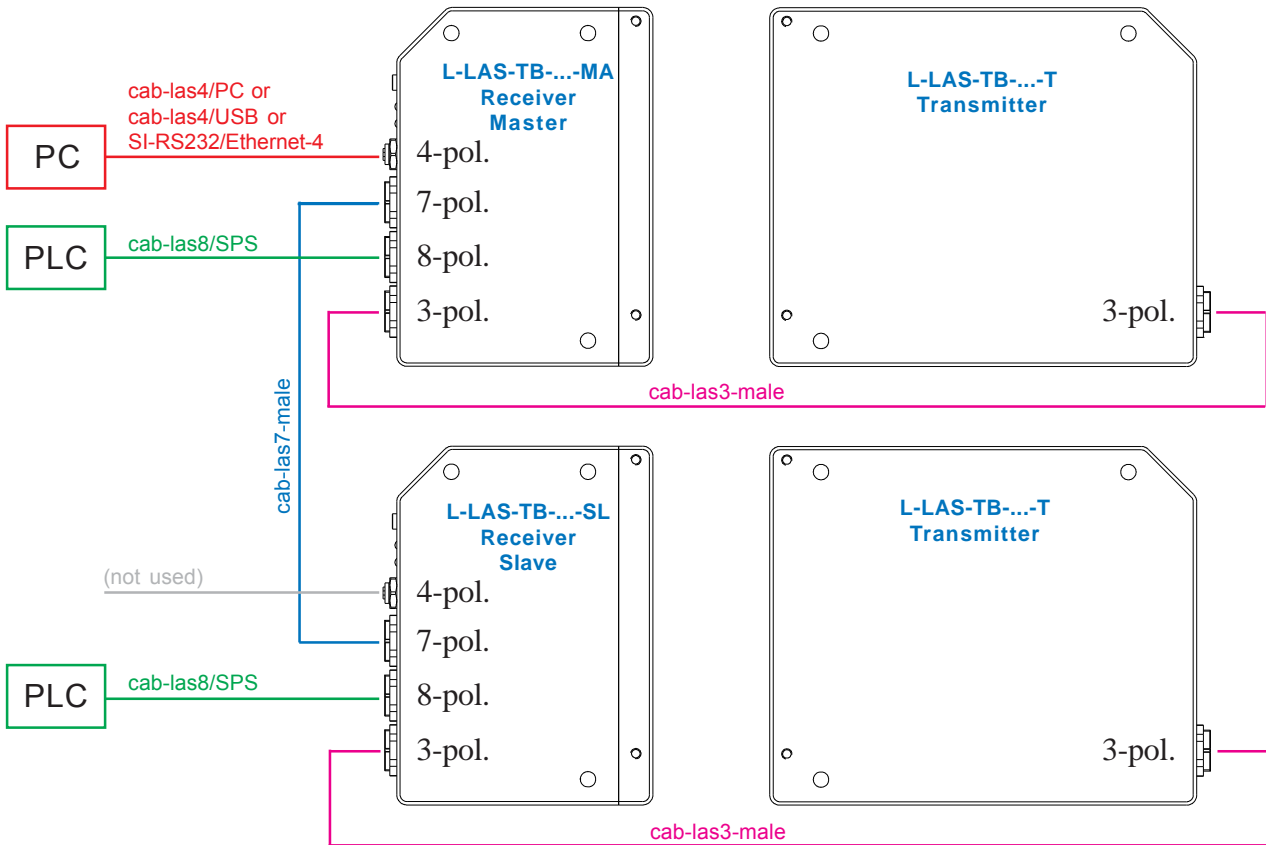 cab-las4/PC or
cab-las4/USB or
SI-RS232/Ethernet-4
PC
PLC
cab-las8/SPS
L-LAS-TB-...-MA
Receiver
Master
4-pol.
7-pol.
8-pol.
3-pol.
L-LAS-TB-...-T
Transmitter
3-pol.
cab-las3-male
cab-las7-male
L-LAS-TB-...-SL
Receiver
Slave
(not used)
4-pol.
7-pol.
8-pol.
3-pol.
PLC
cab-las8/SPS
L-LAS-TB-...-T
Transmitter
3-pol.
cab-las3-male